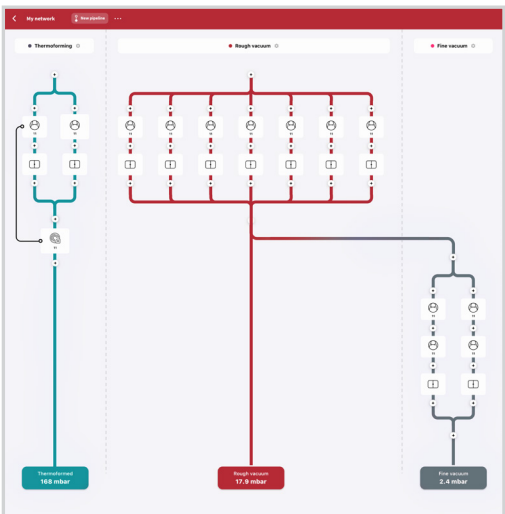 My network
New pipeline
Thermoforming
Rough vacuum
Fine vacuum
Thermoformed
168 mbar
Rough vacuum
17.9 mbar
Fine vacuum
2.4 mbar